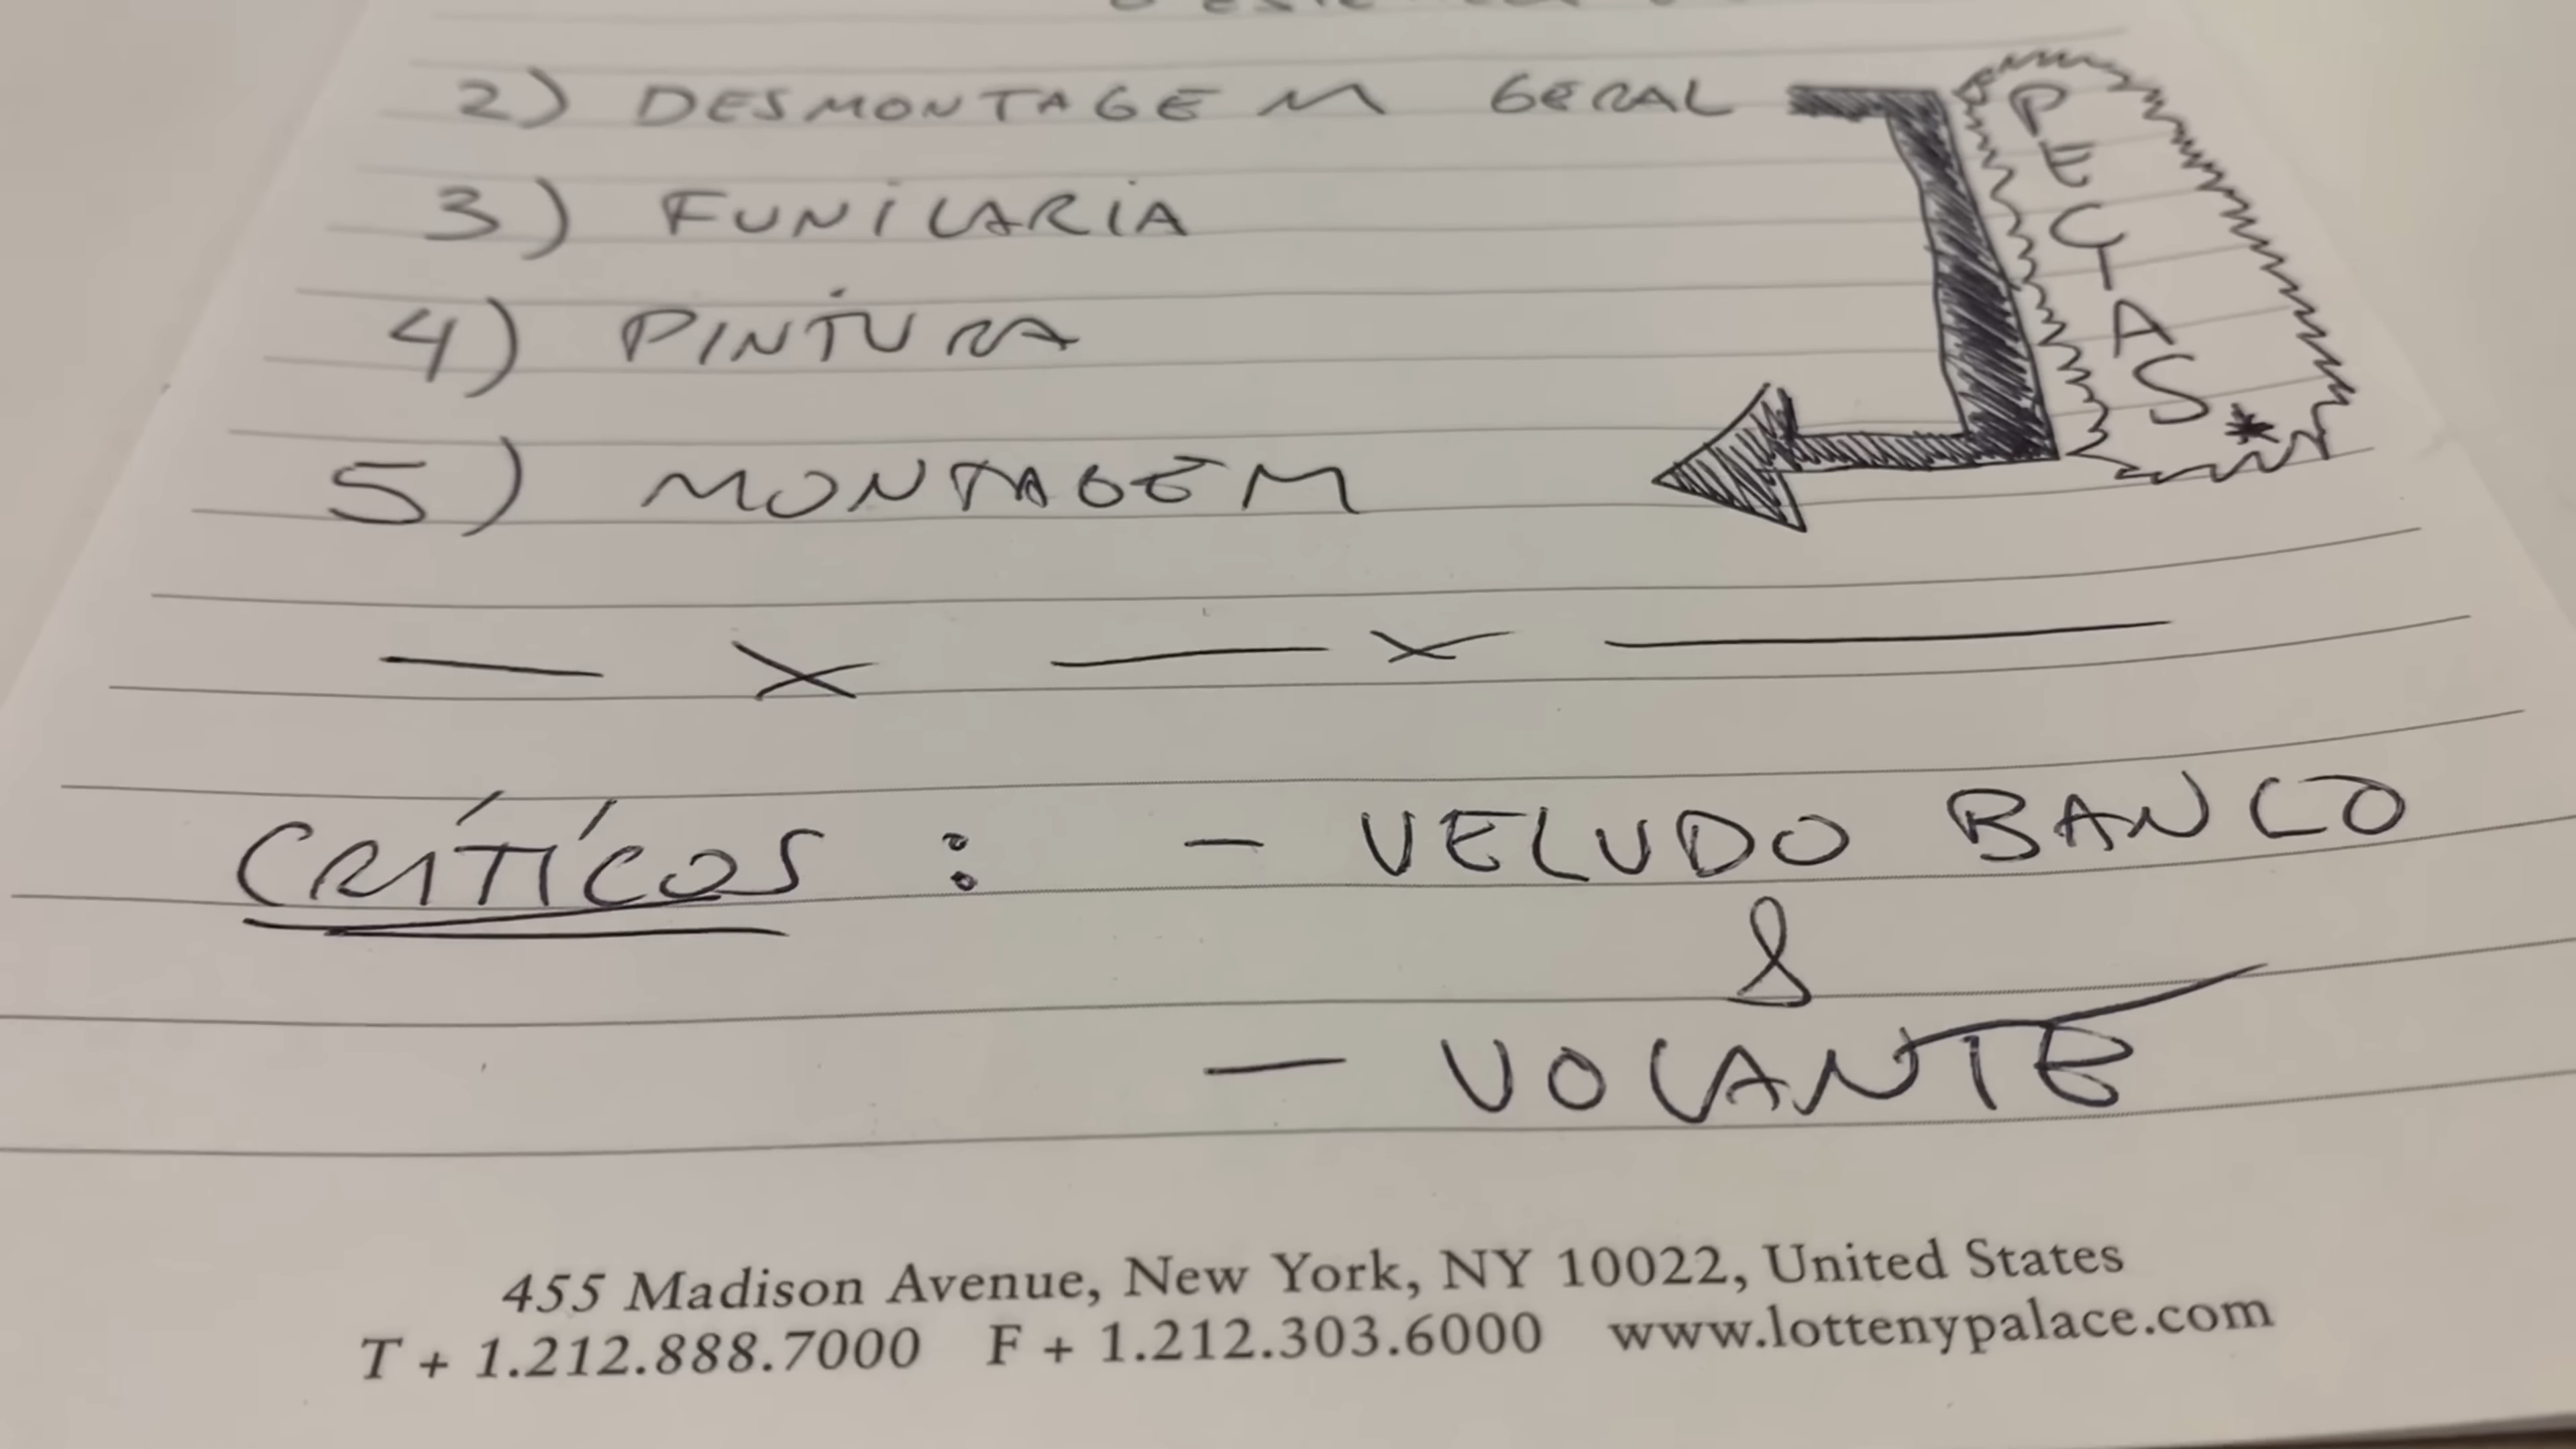 2) DESMONTAGEM GERAL
3) FUNILARIA
4) PINTURA
5) MONTAGEM
PEÇAS *
— X — X —
CRÍTÍCOS : - VELUDO BANCO
&
- VOLANTE
455 Madison Avenue, New York, NY 10022, United States
T + 1.212.888.7000 F + 1.212.303.6000 www.lottenypalace.com